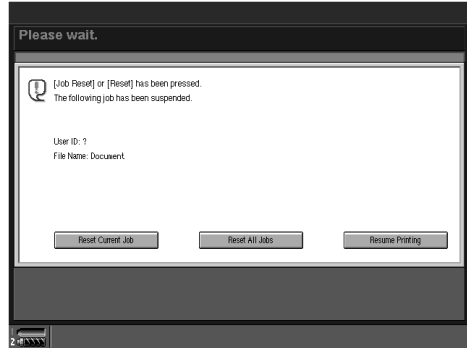 Please wait.
[Job Reset] or [Reset] has been pressed.
The following job has been suspended.
User ID: ?
File Name: Document
Reset Current Job
Reset All Jobs
Resume Printing
2